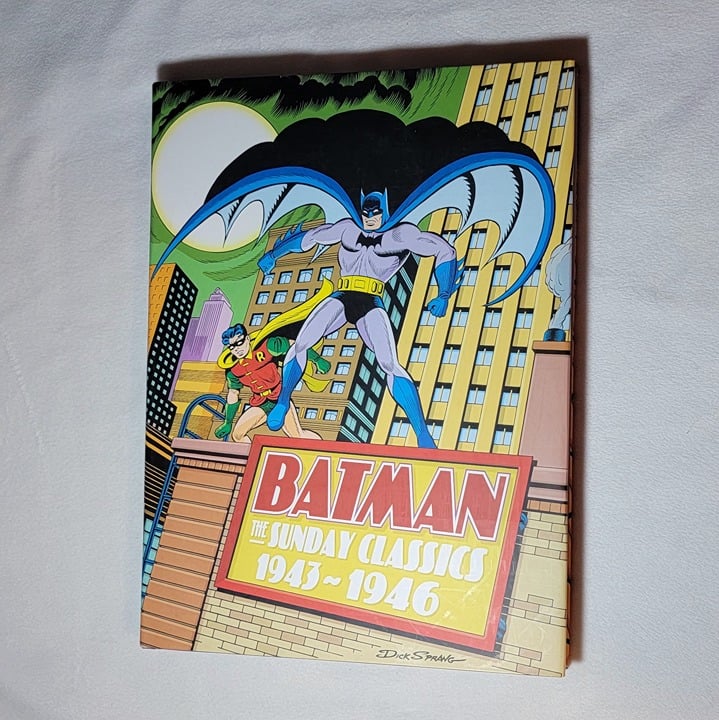 R
BATMAN
THE SUNDAY CLASSICS
1943~1946
DICK SPRANG